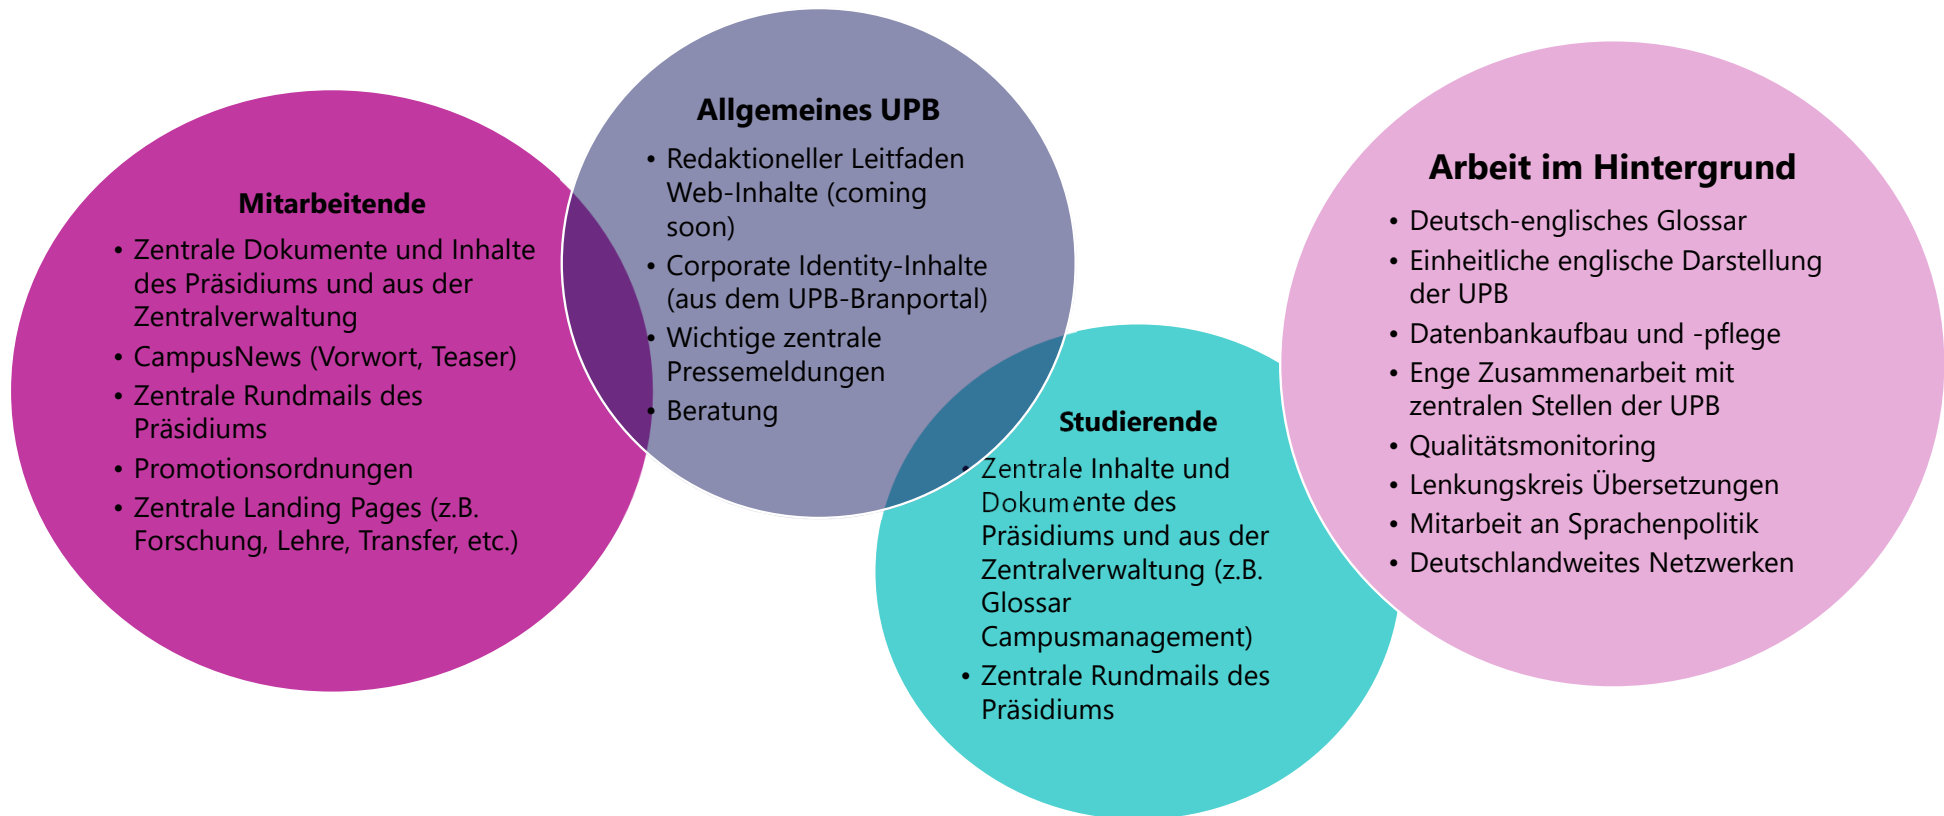 Mitarbeitende
• Zentrale Dokumente und Inhalte
des Präsidiums und aus der
Zentralverwaltung
• CampusNews (Vorwort, Teaser)
• Zentrale Rundmails des
Präsidiums
• Promotionsordnungen
• Zentrale Landing Pages (z.B.
Forschung, Lehre, Transfer, etc.)
Allgemeines UPB
• Redaktioneller Leitfaden
Web-Inhalte (coming
soon)
• Corporate Identity-Inhalte
(aus dem UPB-Branportal)
• Wichtige zentrale
Pressemeldungen
• Beratung
Studierende
• Zentrale Inhalte und
Dokumente des
Präsidiums und aus der
Zentralverwaltung (z.B.
Glossar
Campusmanagement)
• Zentrale Rundmails des
Präsidiums
Arbeit im Hintergrund
• Deutsch-englisches Glossar
• Einheitliche englische Darstellung
der UPB
• Datenbankaufbau und -pflege
• Enge Zusammenarbeit mit
zentralen Stellen der UPB
• Qualitätsmonitoring
• Lenkungskreis Übersetzungen
• Mitarbeit an Sprachenpolitik
• Deutschlandweites Netzwerken